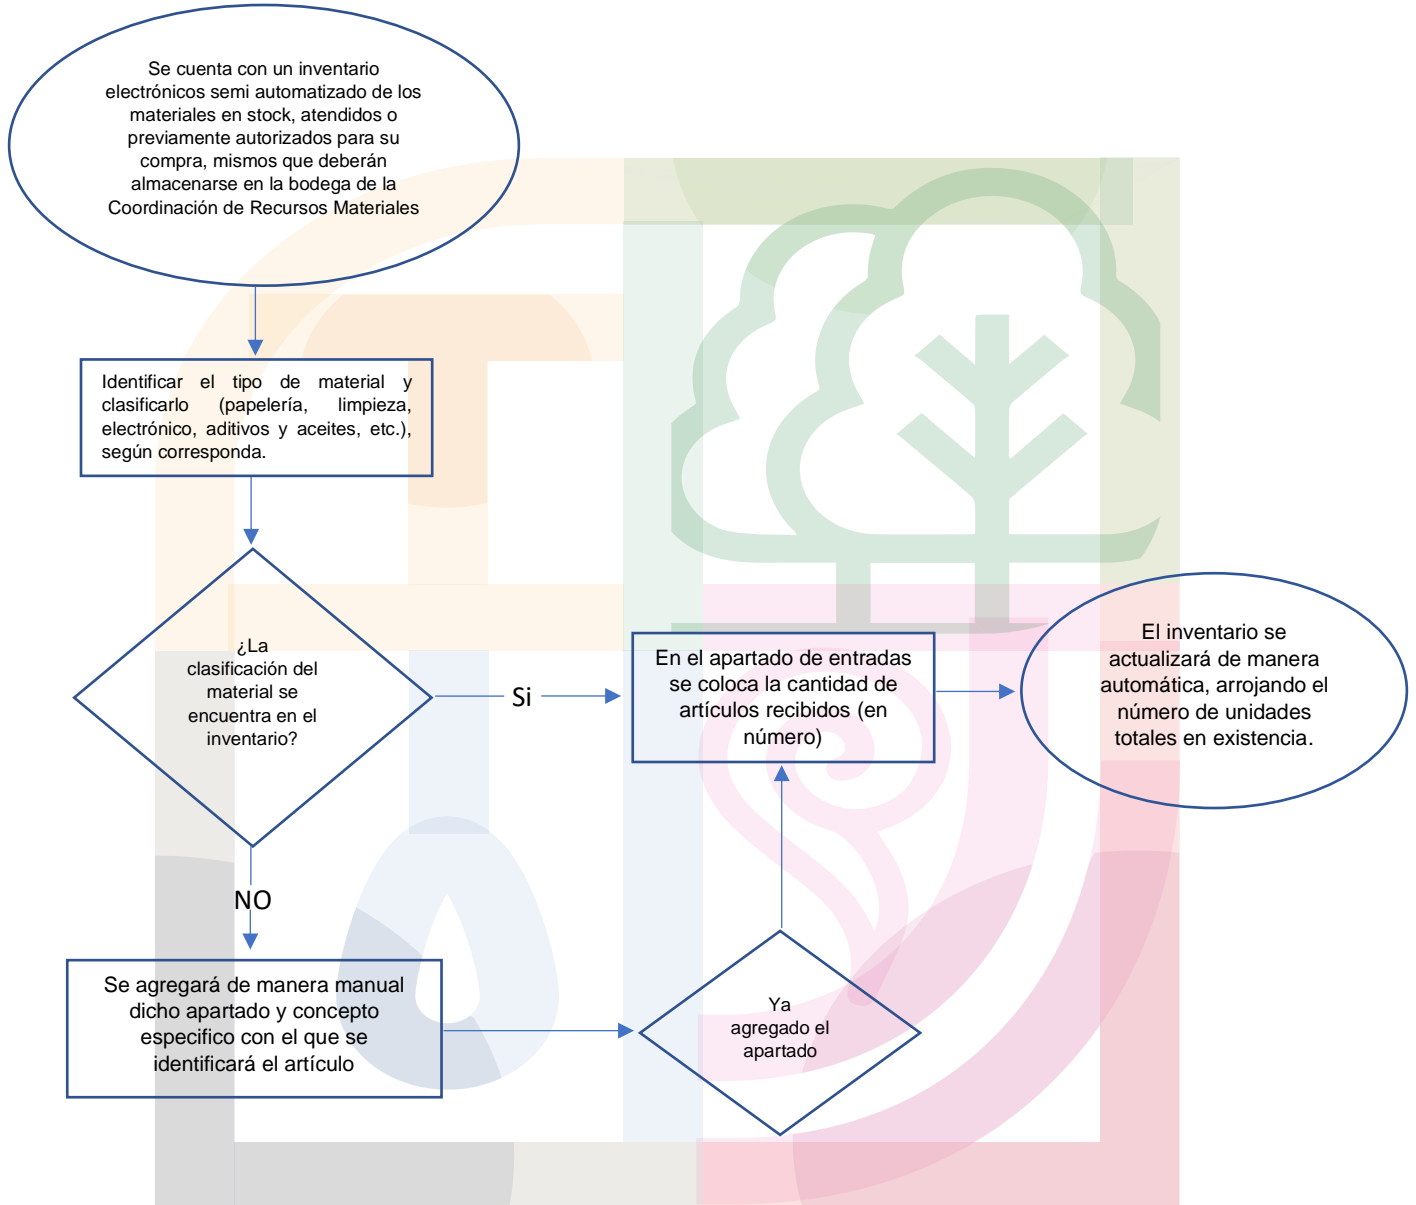 Se cuenta con un inventario
electrónicos semi automatizado de los
materiales en stock, atendidos o
previamente autorizados para su
compra, mismos que deberán
almacenarse en la bodega de la
Coordinación de Recursos Materiales
Identificar el tipo de material y
clasificarlo (papelería, limpieza,
electrónico, aditivos y aceites, etc.),
según corresponda.
¿La
clasificación del
material se
encuentra en el
inventario?
Si
En el apartado de entradas
se coloca la cantidad de
artículos recibidos (en
número)
El inventario se
actualizará de manera
automática, arrojando el
número de unidades
totales en existencia.
NO
Se agregará de manera manual
dicho apartado y concepto
especifico con el que se
identificará el artículo
Ya
agregado el
apartado